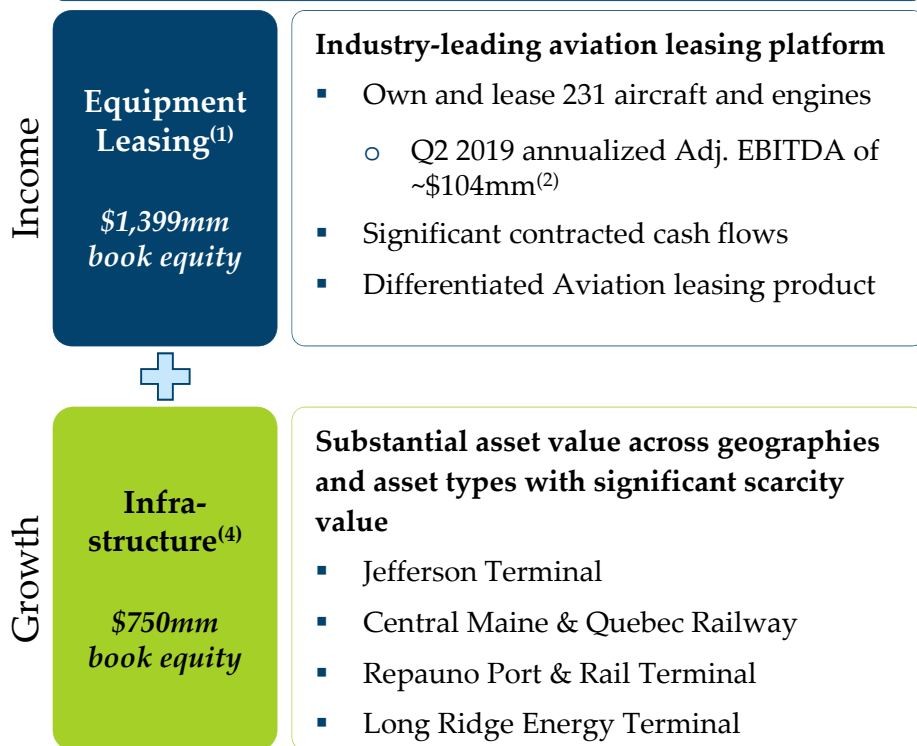 Income
Equipment
Leasing(1)
$1,399mm
book equity
Industry-leading aviation leasing platform
▪ Own and lease 231 aircraft and engines
o Q2 2019 annualized Adj. EBITDA of
~$104mm(2)
▪ Significant contracted cash flows
▪ Differentiated Aviation leasing product
Growth
Infra-
structure(4)
$750mm
book equity
Substantial asset value across geographies
and asset types with significant scarcity
value
▪ Jefferson Terminal
▪ Central Maine & Quebec Railway
▪ Repauno Port & Rail Terminal
▪ Long Ridge Energy Terminal